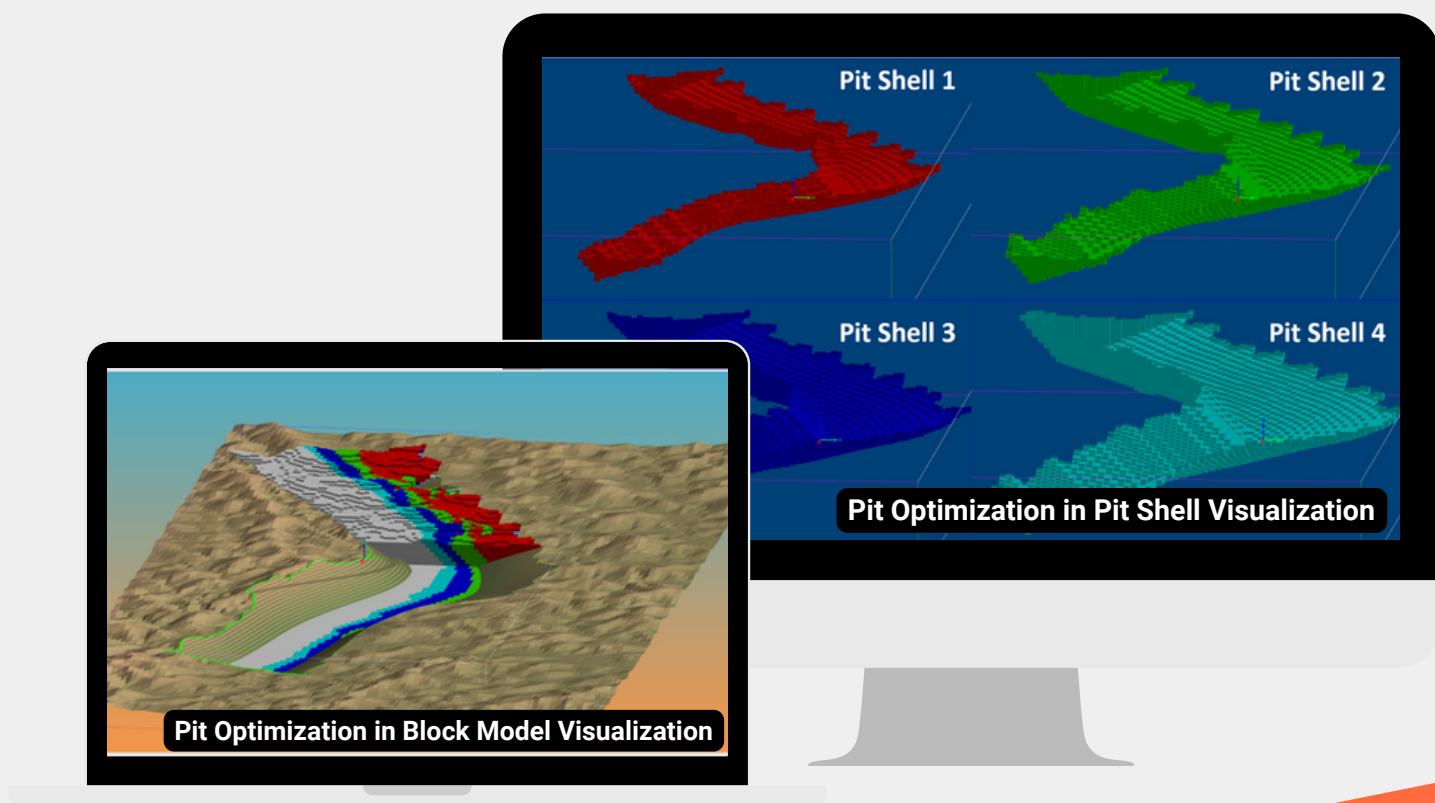 Pit Shell 1
Pit Shell 2
Pit Shell 3
Pit Shell 4
Pit Optimization in Pit Shell Visualization
Pit Optimization in Block Model Visualization